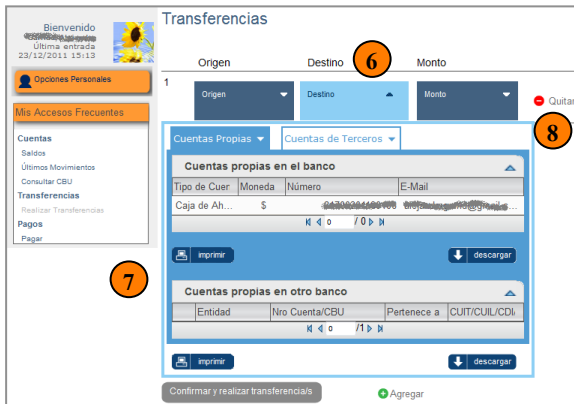 Bienvenido
Última entrada
23/12/2011 15:13
Opciones Personales
Mis Accesos Frecuentes
Cuentas
Saldos
Últimos Movimientos
Consultar CBU
Transferencias
Realizar Transferencias
Pagos
Pagar
Transferencias
Origen Destino 6 Monto
1
Origen Destino Monto
Quitar
8
Cuentas Propias Cuentas de Terceros
Cuentas propias en el banco
Tipo de Cuer Moneda Número E-Mail
Caja de Ah... $
0 / 0
imprimir descargar
7
Cuentas propias en otro banco
Entidad Nro Cuenta/CBU Pertenece a CUIT/CUIL/CDI/
0 /1
imprimir descargar
Confirmar y realizar transferencia/s Agregar